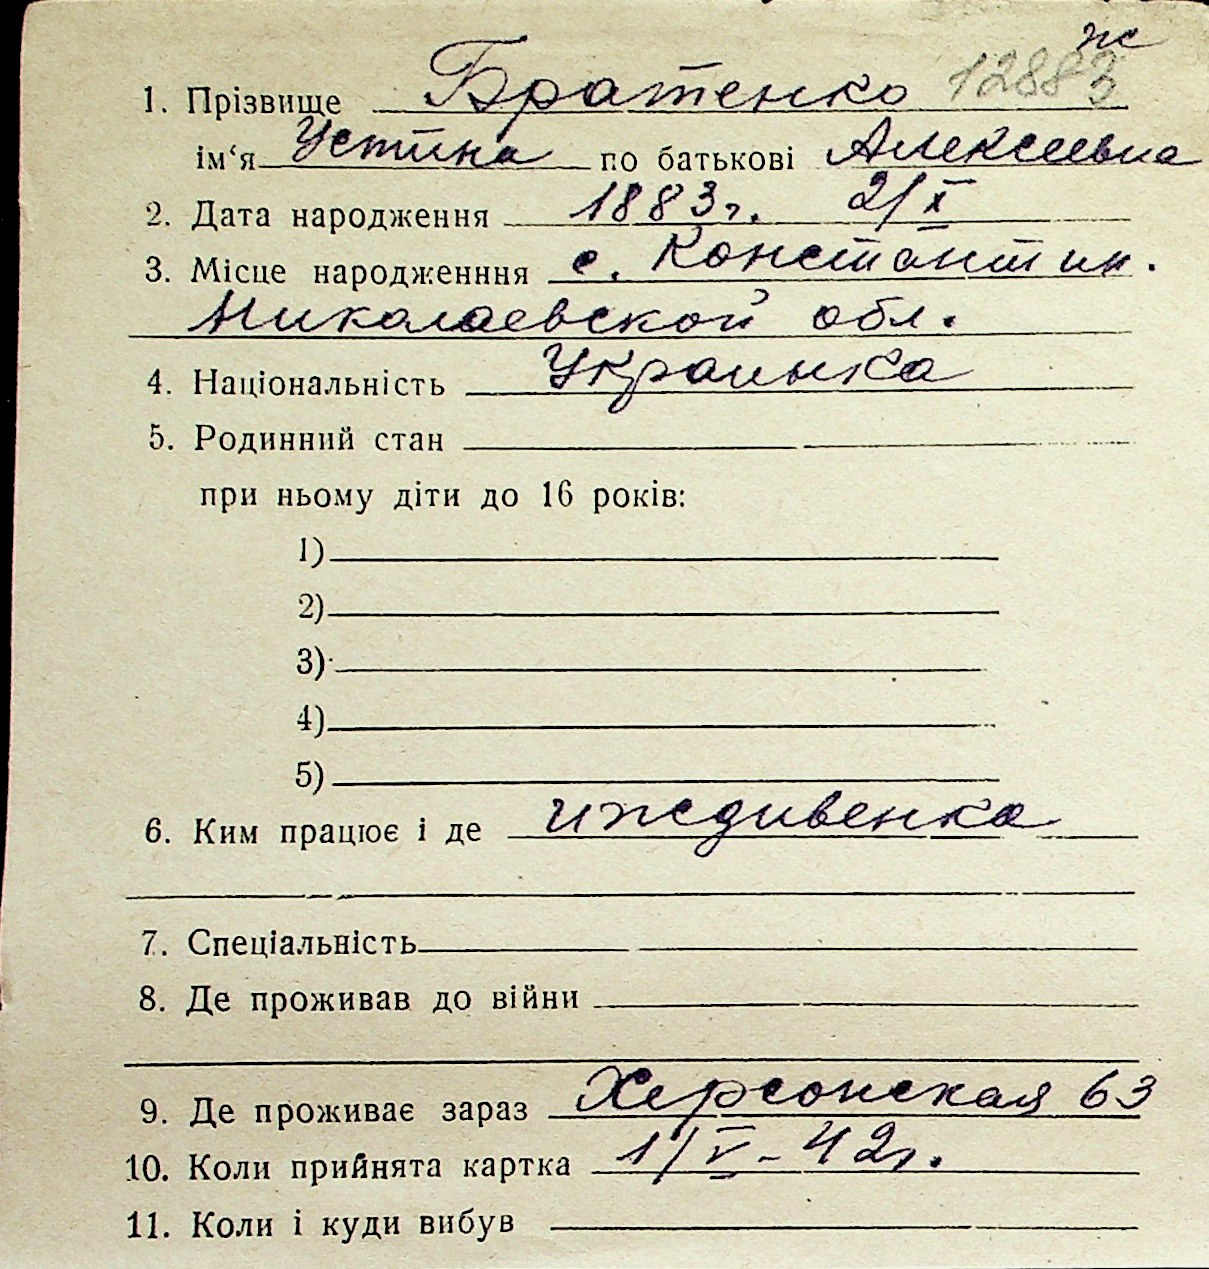 ж
1. Прізвище Братенко 12883
ім‘я Устина по батькові Алексеевна
2. Дата народження 1883 г. 2/X
3. Місце народженння с. Константин.
Николаевской обл.
4. Національність Украинка
5. Родинний стан
при ньому діти до 16 років:
1)
2)
3)
4)
5)
6. Ким працює і де иждивенка
7. Спеціальність
8. Де проживав до війни
9. Де проживає зараз Херсонская 63
10. Коли прийнята картка 1/V-42 г.
11. Коли і куди вибув